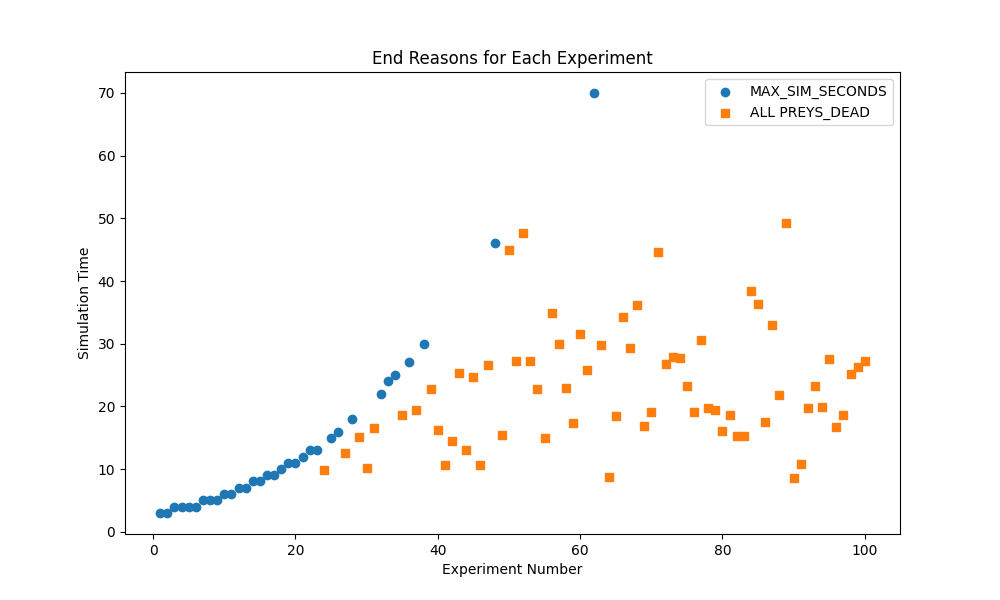 End Reasons for Each Experiment
MAX_SIM_SECONDS
ALL PREYS_DEAD
Simulation Time
70
60
50
40
30
20
10
0
0 20 40 60 80 100
Experiment Number